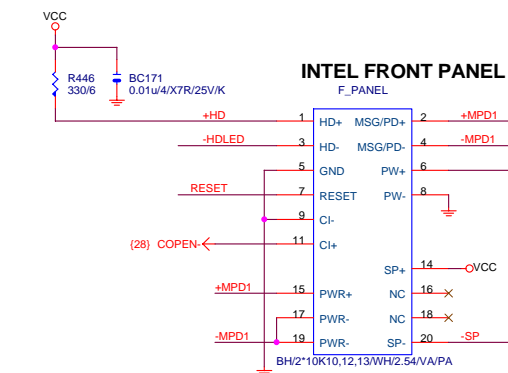 VCC
R446
330/6
BC171
0.01u/4/X7R/25V/K
INTEL FRONT PANEL
F_PANEL
+HD 1 HD+ MSG/PD+ 2 +MPD1
-HDLED 3 HD- MSG/PD- 4 -MPD1
5 GND PW+ 6
RESET 7 RESET PW- 8
9 CI-
{28} COPEN- 11 CI+
SP+ 14 VCC
+MPD1 15 PWR+ NC 16
17 PWR- NC 18
-MPD1 19 PWR- SP- 20 -SP
BH/2*10K10,12,13/WH/2.54/VA/PA